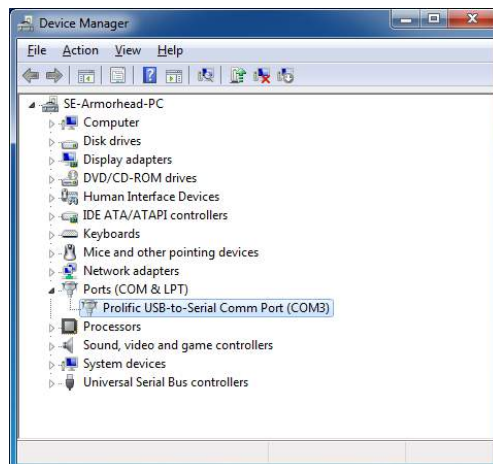 Device Manager
File Action View Help
SE-Armorhead-PC
Computer
Disk drives
Display adapters
DVD/CD-ROM drives
Human Interface Devices
IDE ATA/ATAPI controllers
Keyboards
Mice and other pointing devices
Network adapters
Ports (COM & LPT)
Prolific USB-to-Serial Comm Port (COM3)
Processors
Sound, video and game controllers
System devices
Universal Serial Bus controllers